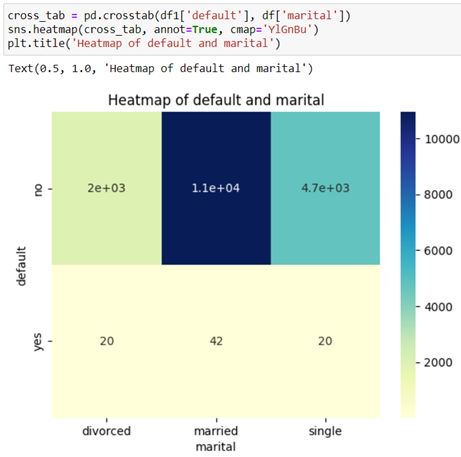 cross_tab = pd.crosstab(df1['default'], df['marital'])
sns.heatmap(cross_tab, annot=True, cmap='YlGnBu')
plt.title('Heatmap of default and marital')
Text(0.5, 1.0, 'Heatmap of default and marital')
Heatmap of default and marital
10000
8000
6000
4000
2000
default
no
2e+03
1.1e+04
4.7e+03
yes
20
42
20
divorced
married
single
marital